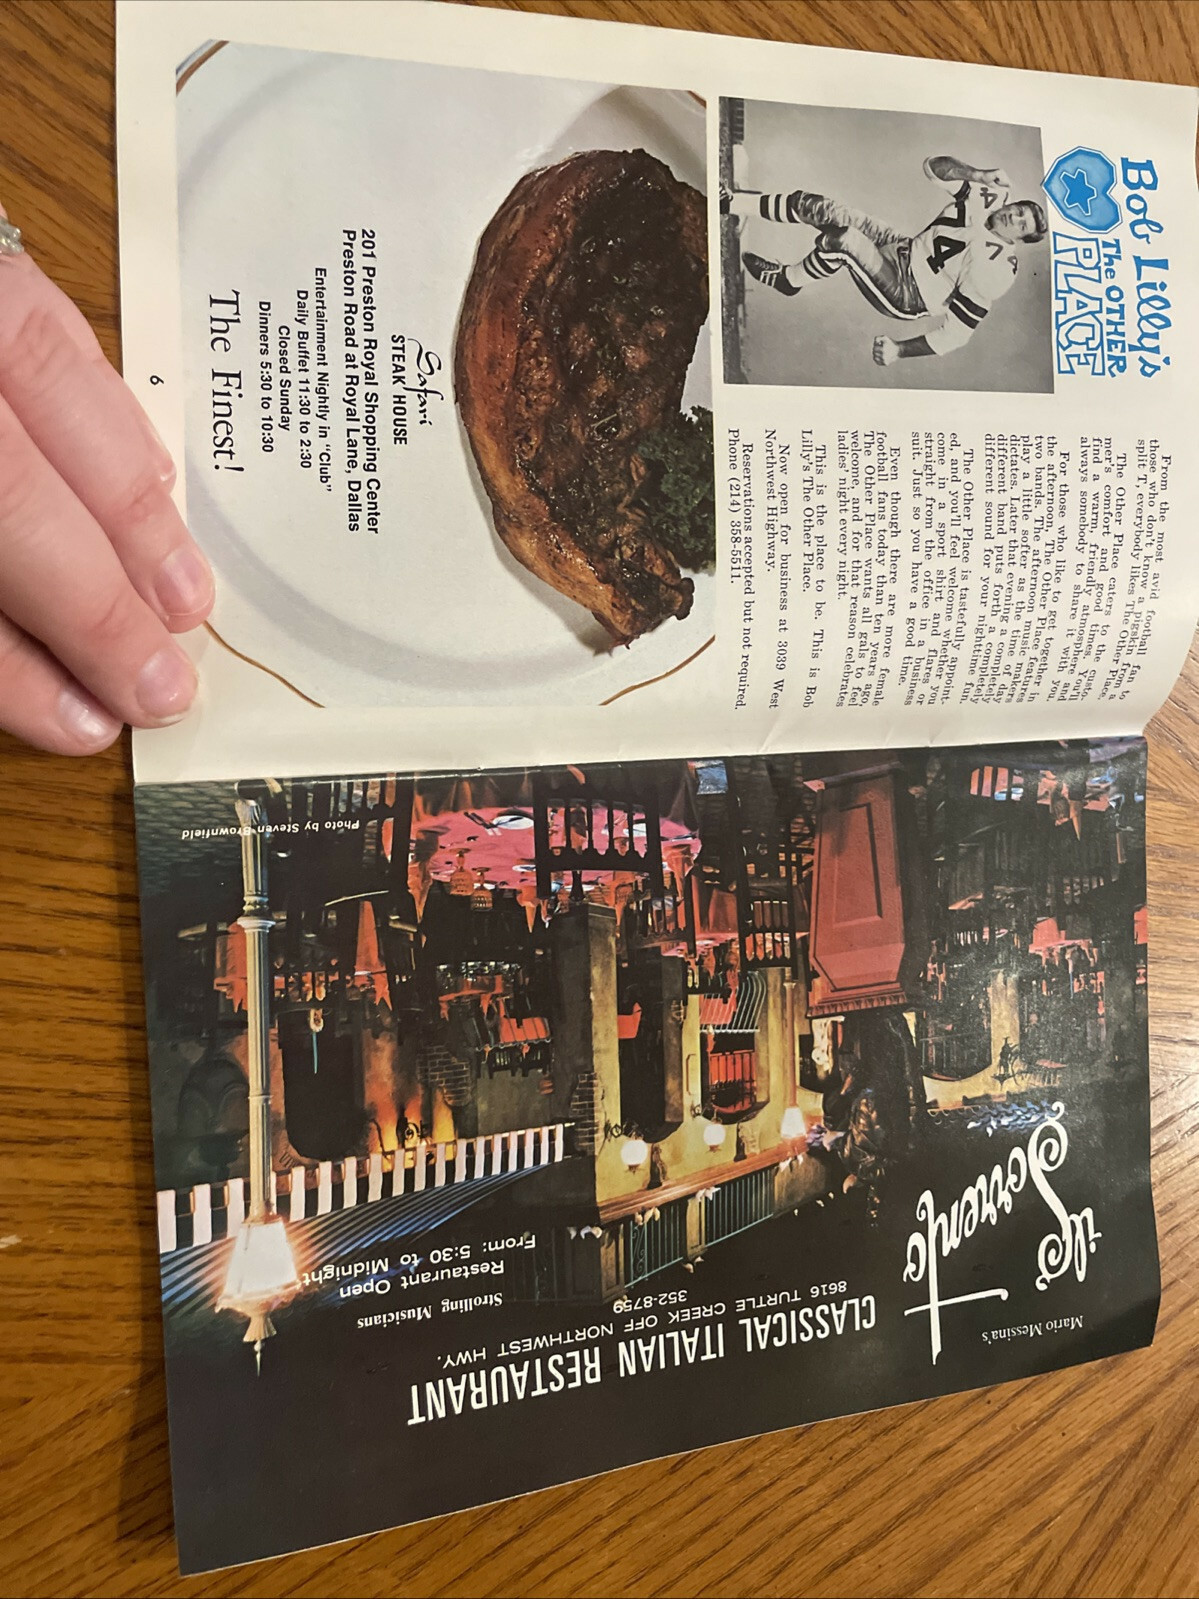 Bob Lilly's
The OTHER
PLACE
74
From the most avid football fan to
those who don't know a pigskin from a
split T, everybody likes The Other Place.
The Other Place caters to the custo-
mer's comfort and good times. You'll
find a warm, friendly atmosphere and
always somebody to share it with.
For those who like to get together in
the afternoon, The Other Place features
two bands. The afternoon music makers
play a little softer as the time of day
dictates. Later that evening a completely
different band puts forth a completely
different sound for your nighttime fun.
The Other Place is tastefully appoint-
ed, and you'll feel welcome whether you
come in a sport shirt and flares or
straight from the office in a business
suit. Just so you have a good time.
Even though there are more female
football fans today than ten years ago,
The Other Place wants all gals to feel
welcome, and for that reason celebrates
ladies' night every night.
This is the place to be. This is Bob
Lilly's The Other Place.
Now open for business at 3039 West
Northwest Highway.
Reservations accepted but not required.
Phone (214) 358-5511.
Safari
STEAK HOUSE
201 Preston Royal Shopping Center
Preston Road at Royal Lane, Dallas
Entertainment Nightly in "Club"
Daily Buffet 11:30 to 2:30
Closed Sunday
Dinners 5:30 to 10:30
The Finest!
6
Mario Messina's
il Sorrento
CLASSICAL ITALIAN RESTAURANT
8616 TURTLE CREEK OFF NORTHWEST HWY.
352-8759
Strolling Musicians
Restaurant Open
From: 5:30 to Midnight
Photo by Steven Brownfield